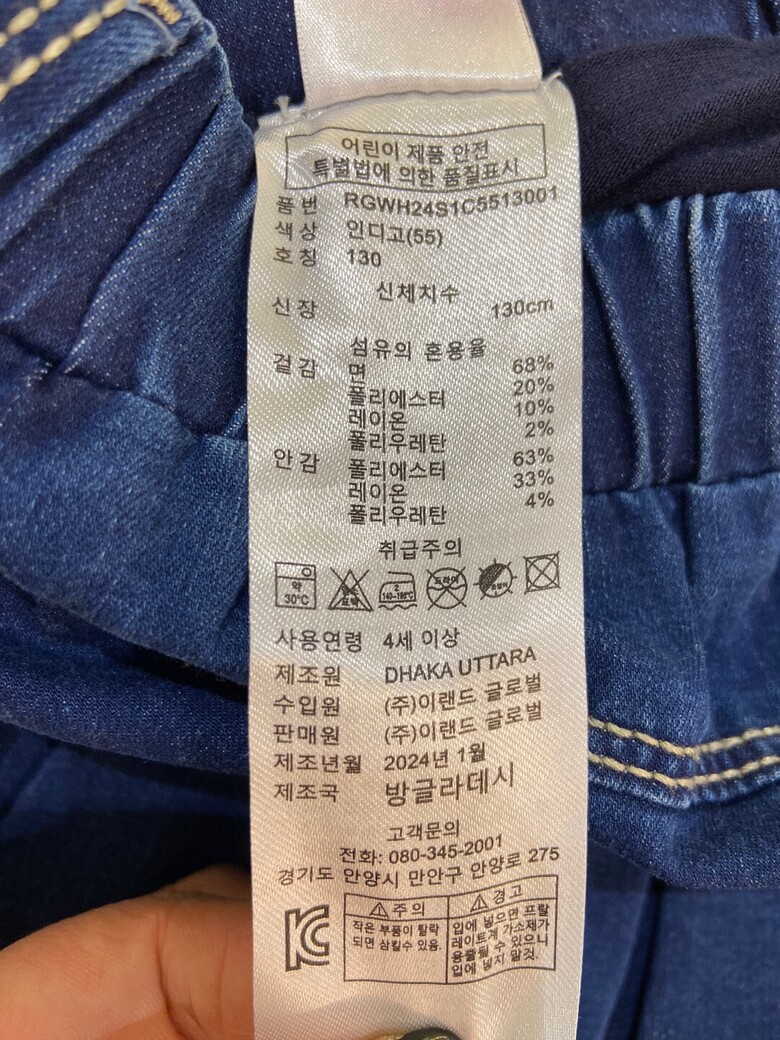 어린이 제품 안전
특별법에 의한 품질표시
품 번 RGWH24S1C5513001
색 상 인디고(55)
호 칭 130
신체치수
신 장 130cm
섬유의 혼용율
겉감 면 68%
폴리에스터 20%
레이온 10%
폴리우레탄 2%
안감 폴리에스터 63%
레이온 33%
폴리우레탄 4%
취급주의
약 30°C
표백
2 140-160°C
드라이
사용연령 4세 이상
제조원 DHAKA UTTARA
수입원 (주)이랜드 글로벌
판매원 (주)이랜드 글로벌
제조년월 2024년 1월
제조국 방글라데시
고객문의
전화: 080-345-2001
경기도 안양시 만안구 안양로 275
주의
작은 부품이 탈락
되면 삼킬수 있음.
경고
입에 넣으면 프탈
레이트계 가소제가
용출될 수 있으니
입에 넣지 말것.